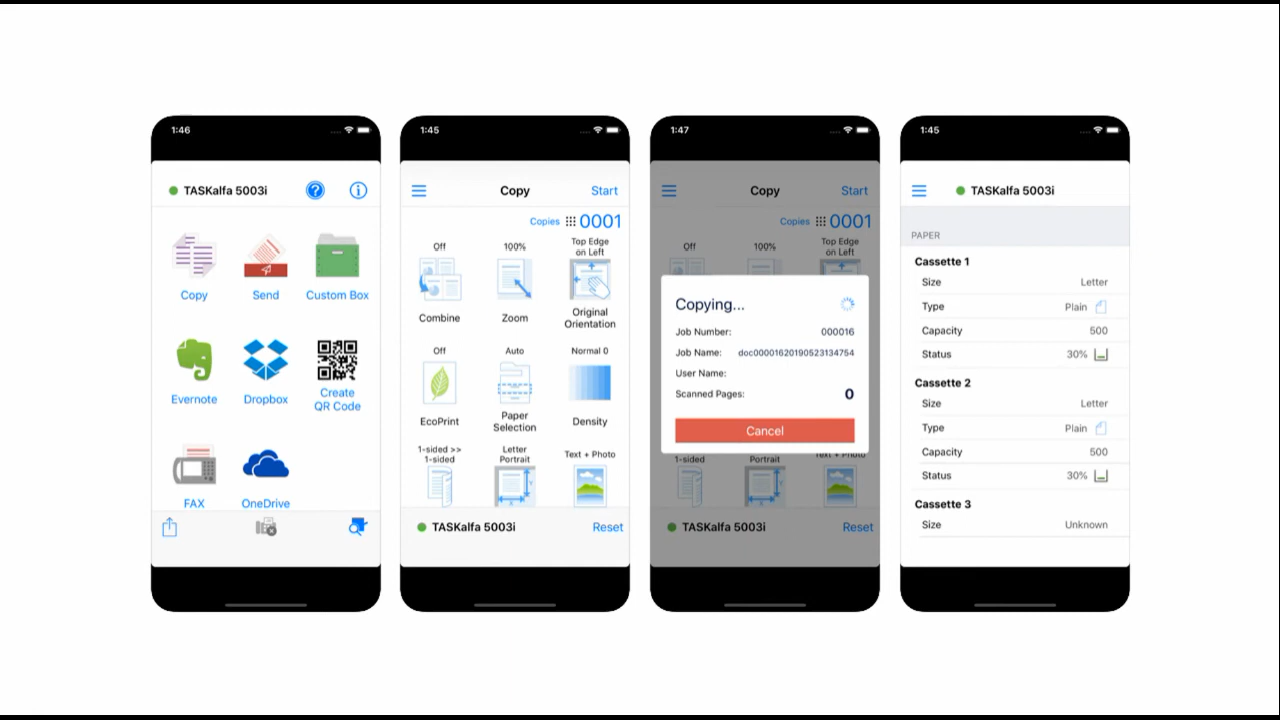 1:46
TASKalfa 5003i
?
i
Copy
Send
Custom Box
Evernote
Dropbox
Create
QR Code
FAX
OneDrive
1:45
Copy
Start
Copies 0001
Off
100%
Top Edge
on Left
Combine
Zoom
Original
Orientation
Off
Auto
Normal 0
EcoPrint
Paper
Selection
Density
1-sided >>
1-sided
Letter
Portrait
Text + Photo
Y
X
TASKalfa 5003i
Reset
1:47
Copy
Start
Copies 0001
Off
100%
Top Edge
on Left
Copying...
Job Number: 000016
Job Name: doc00001620190523134754
User Name:
Scanned Pages: 0
Cancel
1-sided
Portrait
Text + Photo
Y
X
TASKalfa 5003i
Reset
1:45
TASKalfa 5003i
PAPER
Cassette 1
Size Letter
Type Plain
Capacity 500
Status 30%
Cassette 2
Size Letter
Type Plain
Capacity 500
Status 30%
Cassette 3
Size Unknown